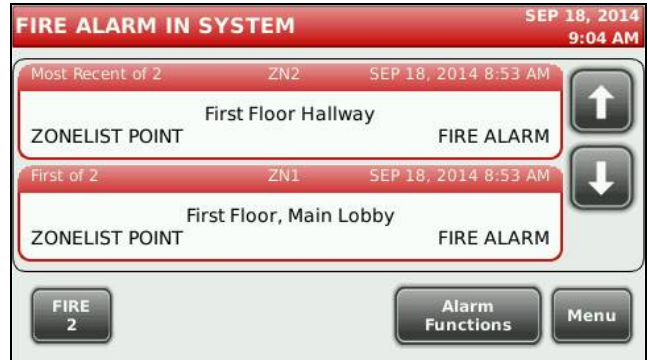 FIRE ALARM IN SYSTEM
SEP 18, 2014
9:04 AM
Most Recent of 2 ZN2 SEP 18, 2014 8:53 AM
First Floor Hallway
ZONELIST POINT FIRE ALARM
First of 2 ZN1 SEP 18, 2014 8:53 AM
First Floor, Main Lobby
ZONELIST POINT FIRE ALARM
FIRE
2
Alarm
Functions
Menu